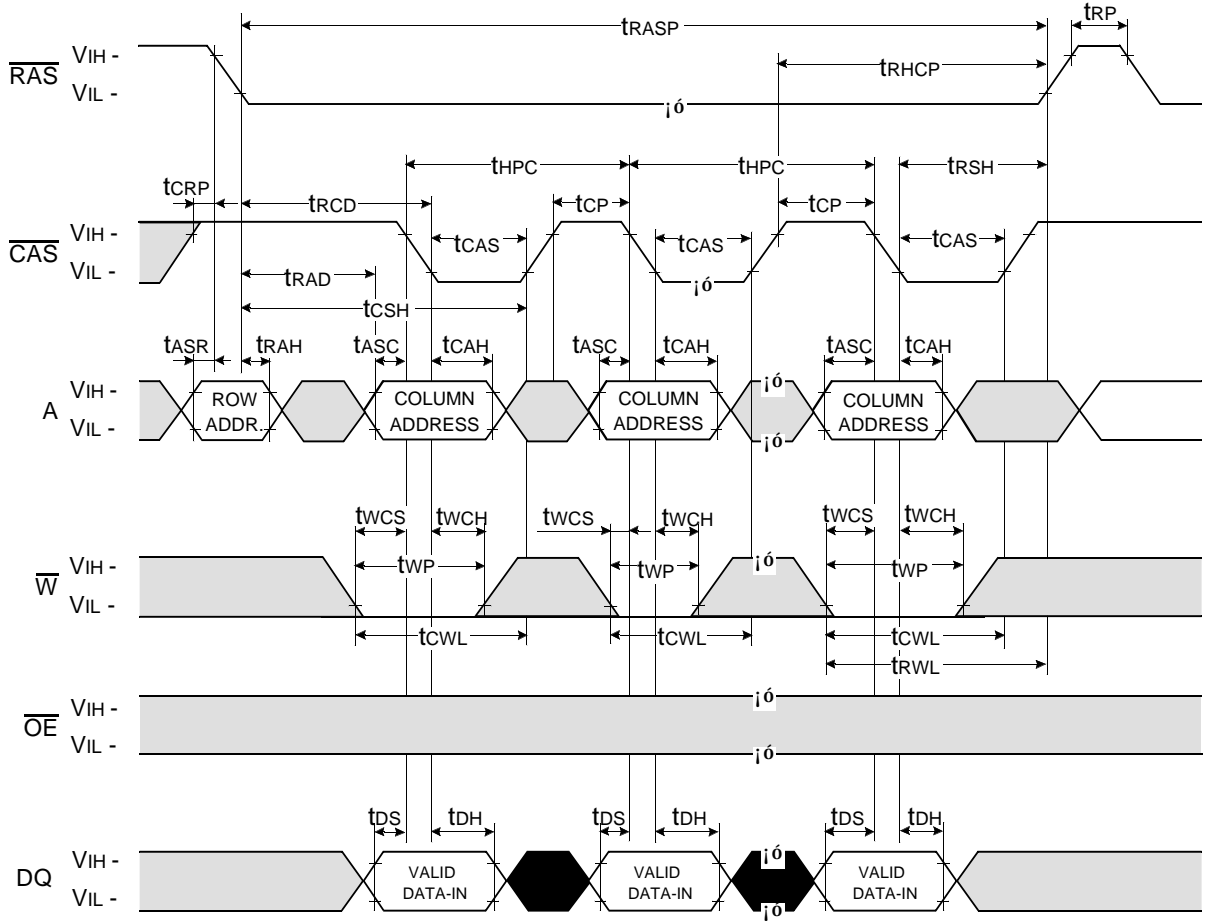 tRASP
tRP
RAS
VIH -
VIL -
tRHCP
¡ó
tHPC
tHPC
tRSH
tCRP
tRCD
tCP
tCP
CAS
VIH -
VIL -
tCAS
tCAS
tCAS
tRAD
¡ó
tCSH
tASR
tRAH
tASC
tCAH
tASC
tCAH
tASC
tCAH
A
VIH -
VIL -
ROW
ADDR.
COLUMN
ADDRESS
COLUMN
ADDRESS
¡ó
¡ó
COLUMN
ADDRESS
tWCS
tWCH
tWCS
tWCH
tWCS
tWCH
W
VIH -
VIL -
tWP
tWP
¡ó
tWP
tCWL
tCWL
tCWL
tRWL
OE
VIH -
VIL -
¡ó
¡ó
tDS
tDH
tDS
tDH
tDS
tDH
DQ
VIH -
VIL -
VALID
DATA-IN
VALID
DATA-IN
¡ó
¡ó
VALID
DATA-IN